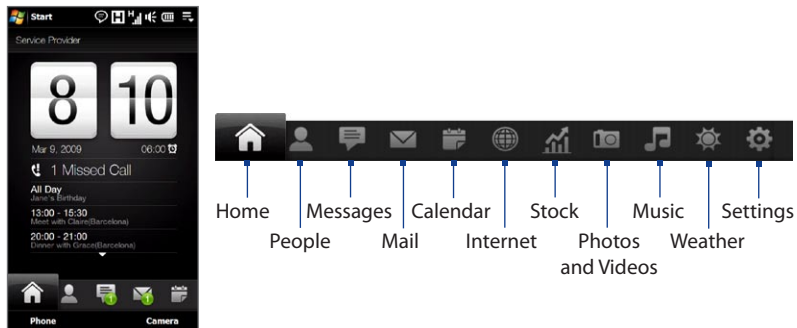 Start
H
H
Service Provider
8 10
Mar 9, 2009 06:00
1 Missed Call
All Day
Jane's Birthday
13:00 - 15:30
Meet with Claire(Barcelona)
20:00 - 21:00
Dinner with Grace(Barcelona)
1 1
Phone Camera
Home Messages Calendar Stock Music Settings
People Mail Internet Photos Weather
and Videos